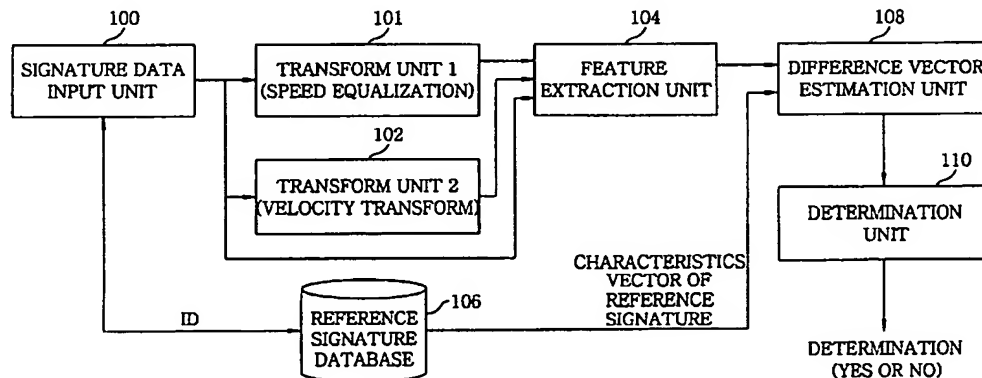 100
SIGNATURE DATA
INPUT UNIT
101
TRANSFORM UNIT 1
(SPEED EQUALIZATION)
104
FEATURE
EXTRACTION UNIT
108
DIFFERENCE VECTOR
ESTIMATION UNIT
102
TRANSFORM UNIT 2
(VELOCITY TRANSFORM)
110
DETERMINATION
UNIT
CHARACTERISTICS
VECTOR OF
REFERENCE
SIGNATURE
ID
106
REFERENCE
SIGNATURE
DATABASE
DETERMINATION
(YES OR NO)